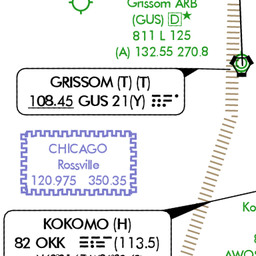 Grissom ARB
(GUS) D★
811 L 125
(A) 132.55 270.8
GRISSOM (T) (T)
108.45 GUS 21(Y)
CHICAGO
Rossville
120.975 350.35
KOKOMO (H)
82 OKK (113.5)
Ko
AWOS